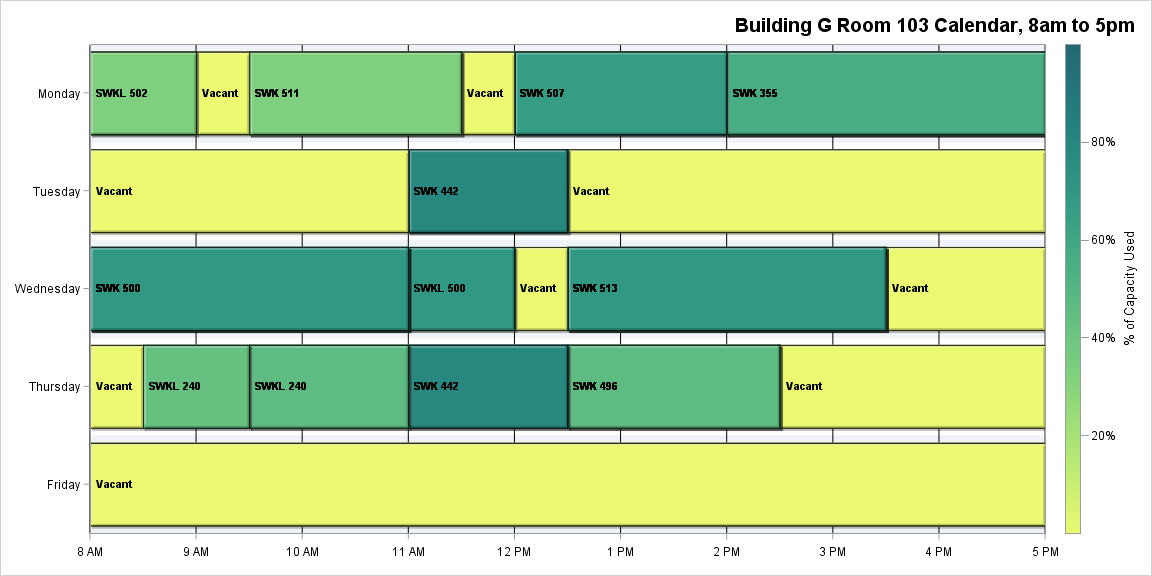 Building G Room 103 Calendar, 8am to 5pm
Monday
SWKL 502
Vacant
SWK 511
Vacant
SWK 507
SWK 355
Tuesday
Vacant
SWK 442
Vacant
Wednesday
SWK 500
SWKL 500
Vacant
SWK 513
Vacant
Thursday
Vacant
SWKL 240
SWKL 240
SWK 442
SWK 496
Vacant
Friday
Vacant
8 AM
9 AM
10 AM
11 AM
12 PM
1 PM
2 PM
3 PM
4 PM
5 PM
80%
60%
40%
20%
% of Capacity Used